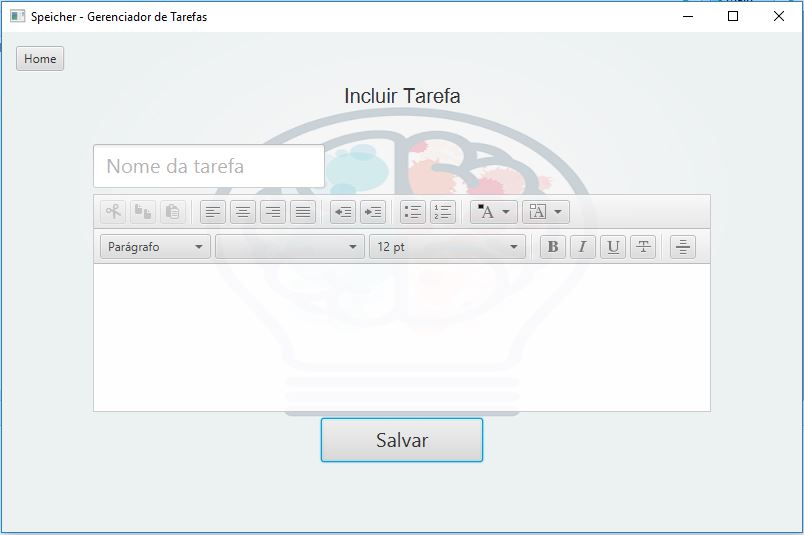 Speicher - Gerenciador de Tarefas
Home
Incluir Tarefa
Nome da tarefa
A A
Parágrafo 12 pt B I U T
Salvar